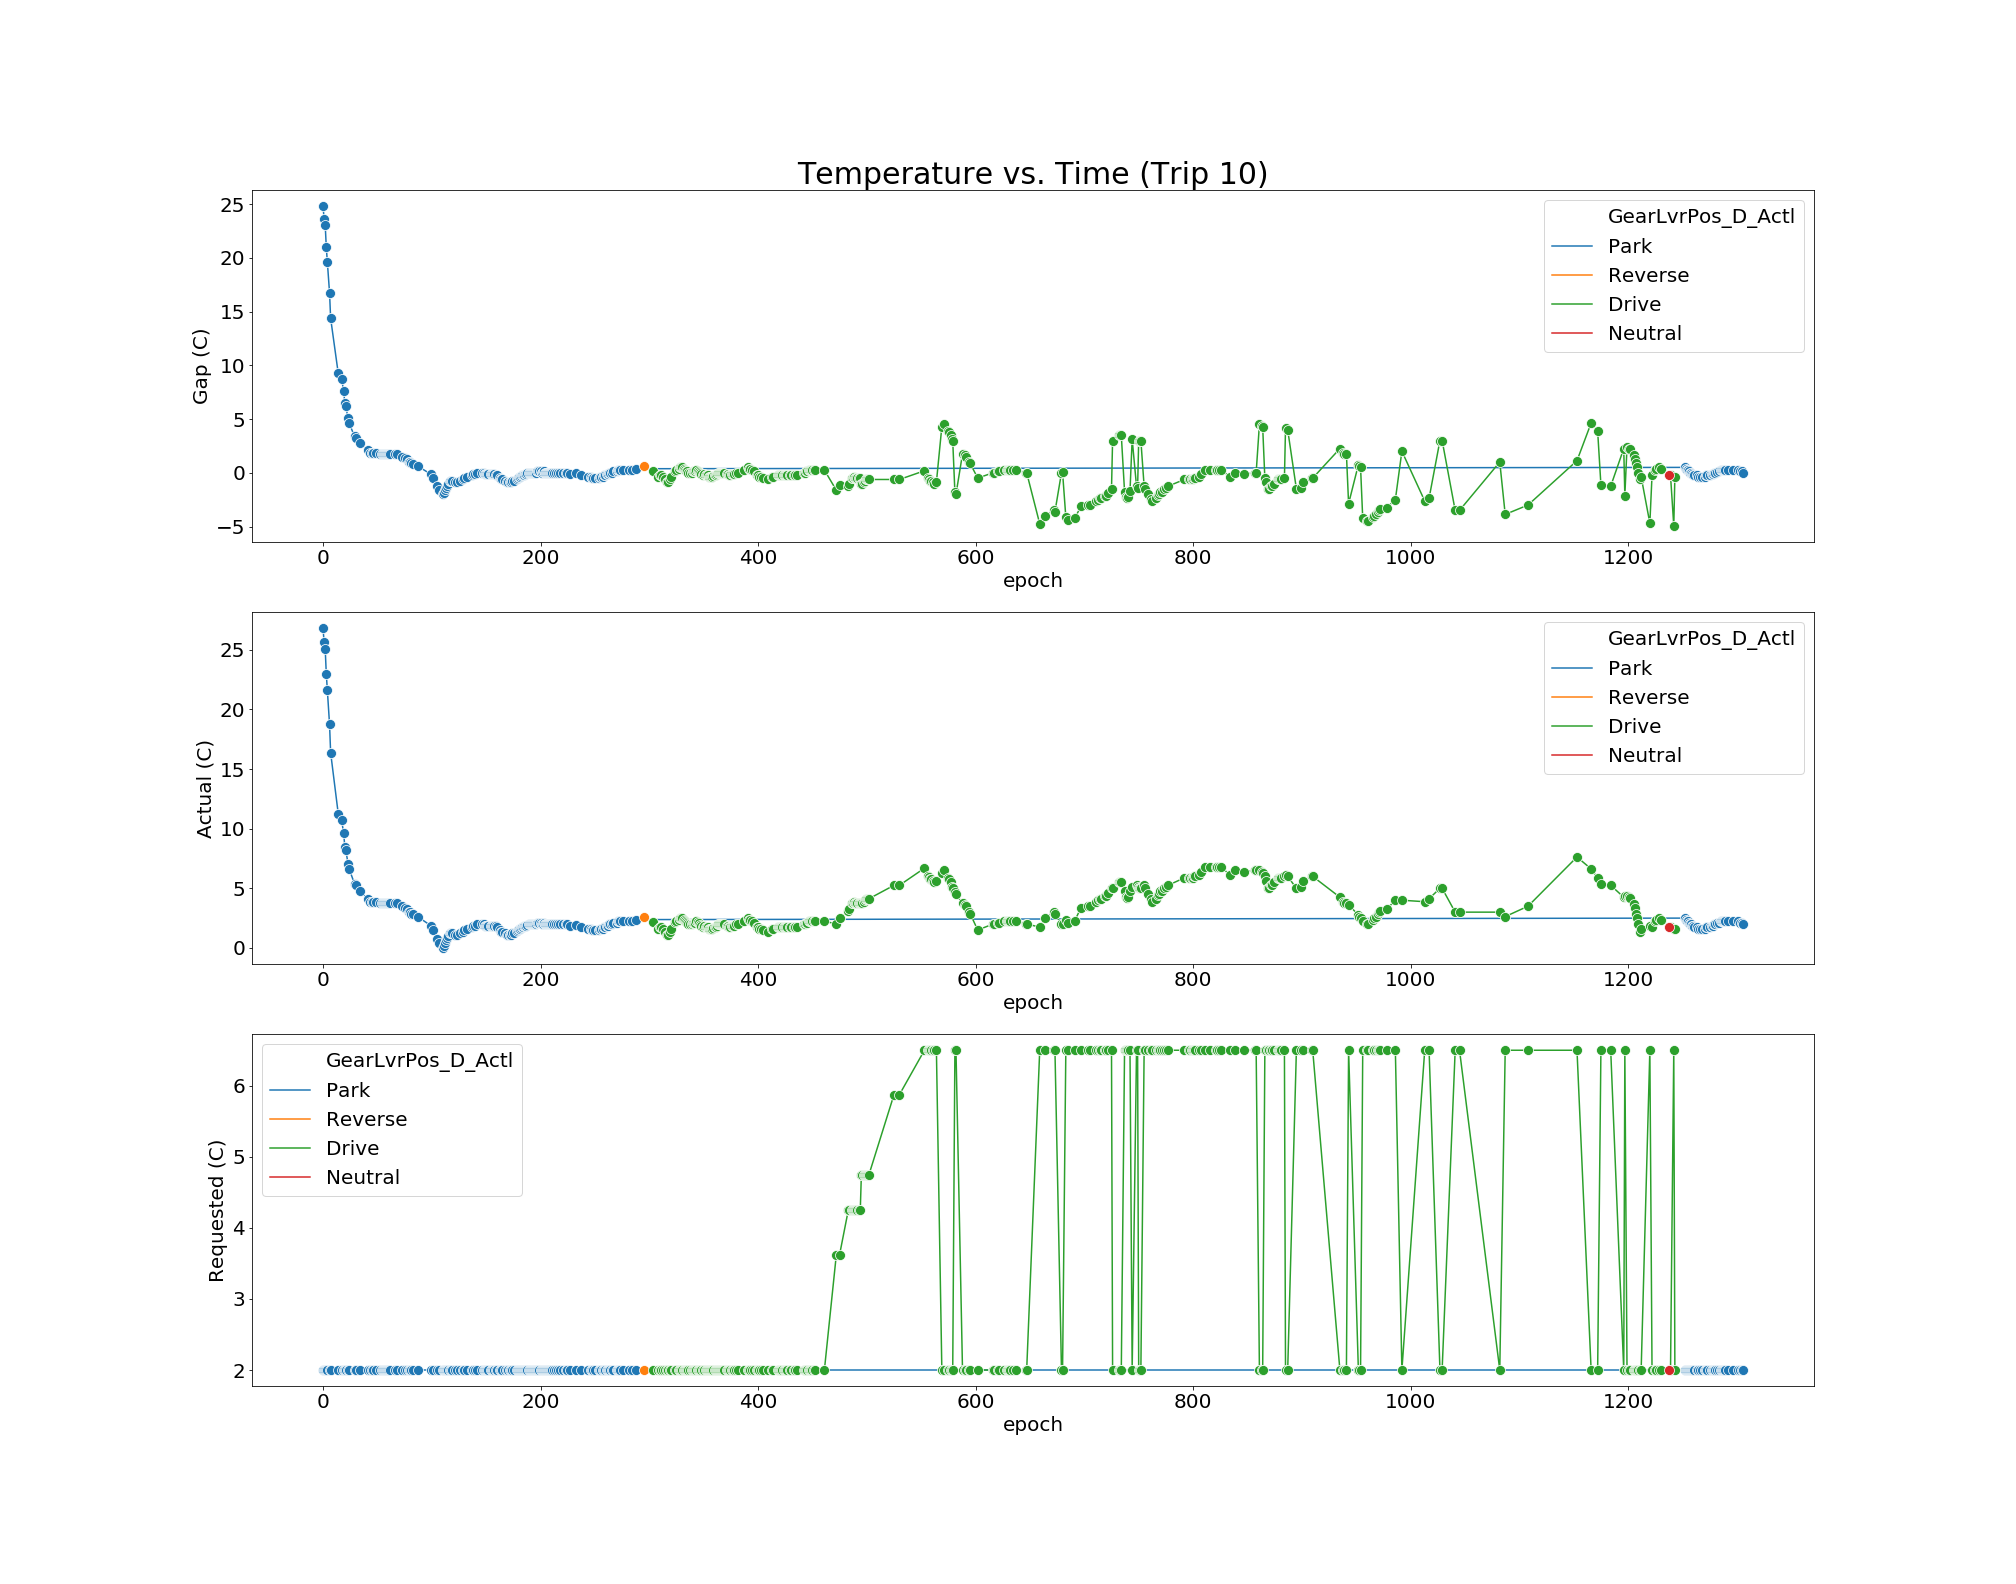 Temperature vs. Time (Trip 10)
25
20
15
10
5
0
−5
Gap (C)
GearLvrPos_D_Actl
Park
Reverse
Drive
Neutral
0 200 400 600 800 1000 1200
epoch
25
20
15
10
5
0
Actual (C)
GearLvrPos_D_Actl
Park
Reverse
Drive
Neutral
0 200 400 600 800 1000 1200
epoch
6
5
4
3
2
Requested (C)
GearLvrPos_D_Actl
Park
Reverse
Drive
Neutral
0 200 400 600 800 1000 1200
epoch